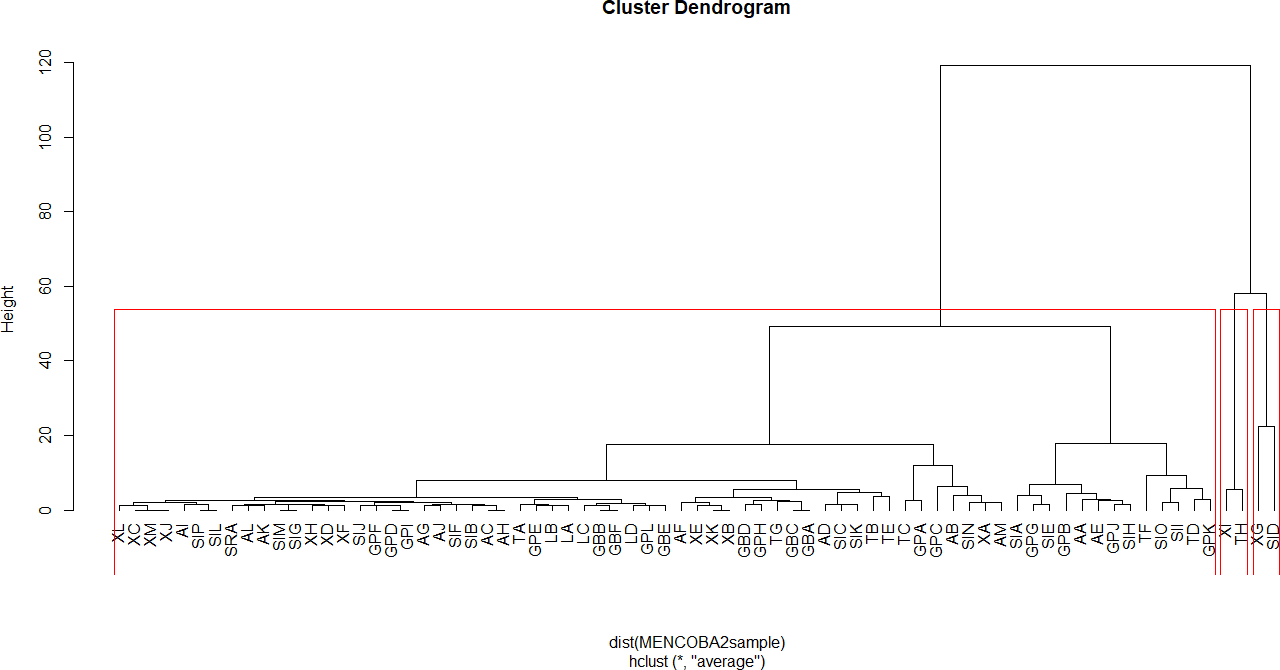 Cluster Dendrogram
120
100
80
60
40
20
0
Height
XL
XC
XM
XJ
AI
SIP
SIL
SRA
AL
AK
SIM
SIG
XH
XD
XF
SIJ
GPF
GPD
GPI
AG
AJ
SIF
SIB
AC
AH
TA
GPE
LB
LA
LC
GBB
GBF
LD
GPL
GBE
AF
XE
XK
XB
GBD
GPH
TG
GBC
GBA
AD
SIC
SIK
TB
TE
TC
GPA
GPC
AB
SIN
XA
AM
SIA
GPG
SIE
GPB
AA
AE
GPJ
SIH
TF
SIO
SII
TD
GPK
XI
TH
XG
SID
dist(MENCOBA2sample)
hclust (*, "average")